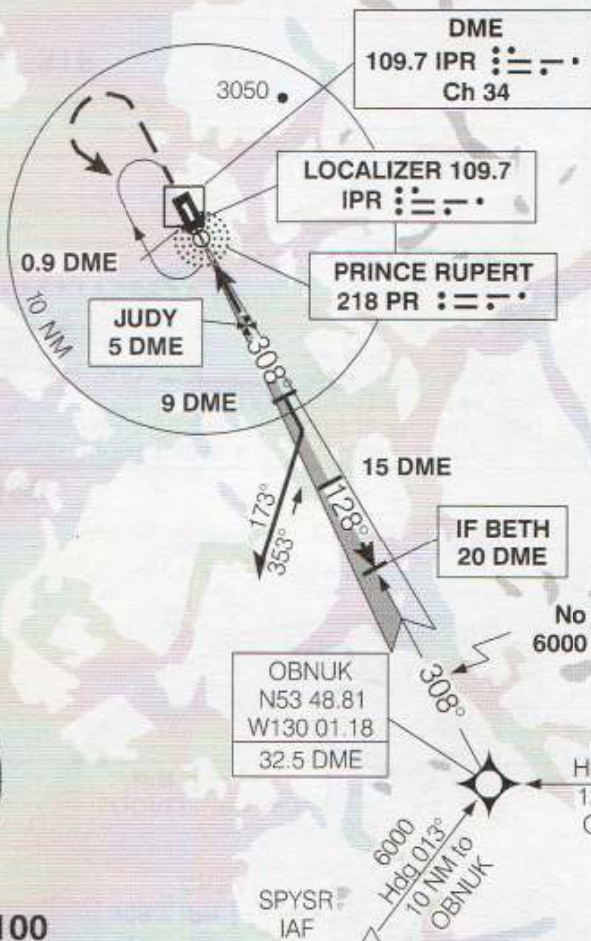 DME
109.7 IPR
Ch 34
3050
LOCALIZER 109.7
IPR
PRINCE RUPERT
218 PR
0.9 DME
10 NM
JUDY
5 DME
308°
9 DME
15 DME
173°
353°
128°
IF BETH
20 DME
No
6000
308°
OBNUK
N53 48.81
W130 01.18
32.5 DME
6000
Hdg 013°
10 NM to
OBNUK
SPYSR
IAF
100